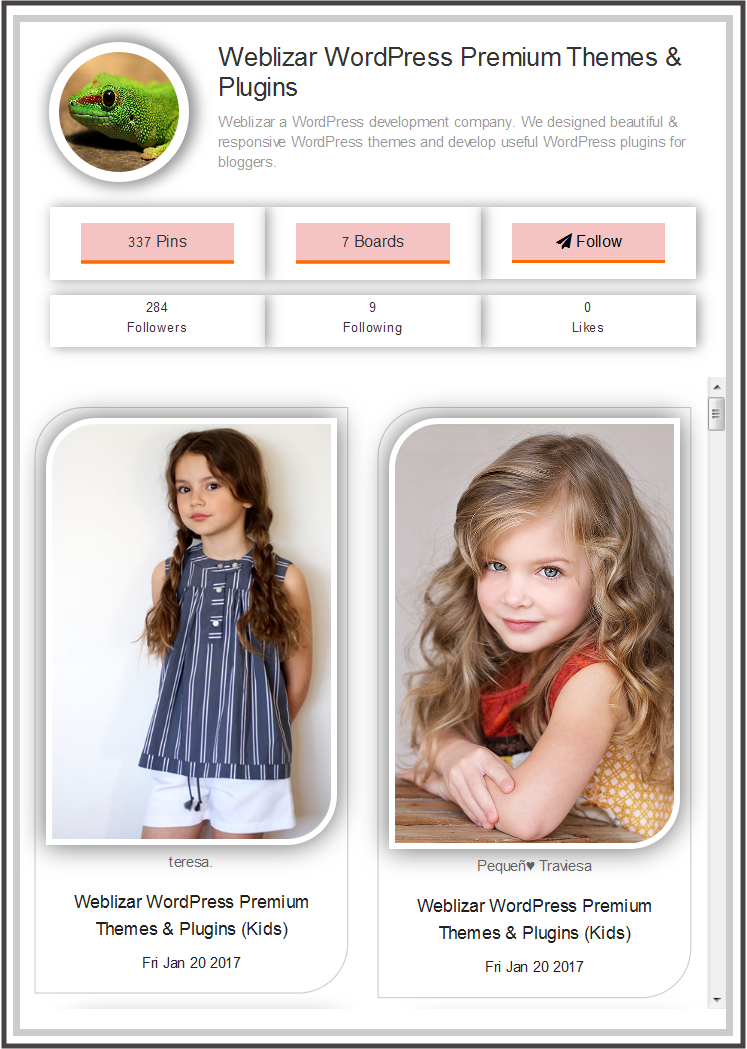 Weblizar WordPress Premium Themes &
Plugins
Weblizar a WordPress development company. We designed beautiful &
responsive WordPress themes and develop useful WordPress plugins for
bloggers.
337 Pins
7 Boards
Follow
284
Followers
9
Following
0
Likes
teresa.
Weblizar WordPress Premium
Themes & Plugins (Kids)
Fri Jan 20 2017
Pequeñ♥ Traviesa
Weblizar WordPress Premium
Themes & Plugins (Kids)
Fri Jan 20 2017